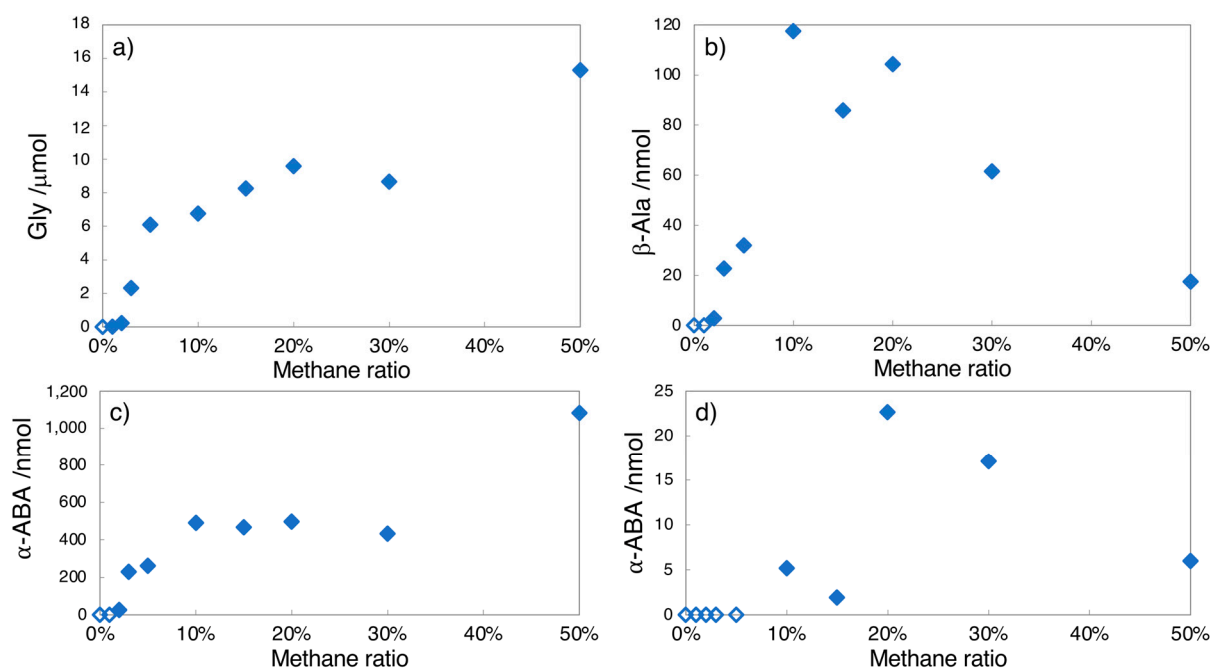 a)
Gly /μmol
18
16
14
12
10
8
6
4
2
0
0% 10% 20% 30% 40% 50%
Methane ratio
b)
β-Ala /nmol
120
100
80
60
40
20
0
0% 10% 20% 30% 40% 50%
Methane ratio
c)
α-ABA /nmol
1,200
1,000
800
600
400
200
0
0% 10% 20% 30% 40% 50%
Methane ratio
d)
α-ABA /nmol
25
20
15
10
5
0
0% 10% 20% 30% 40% 50%
Methane ratio